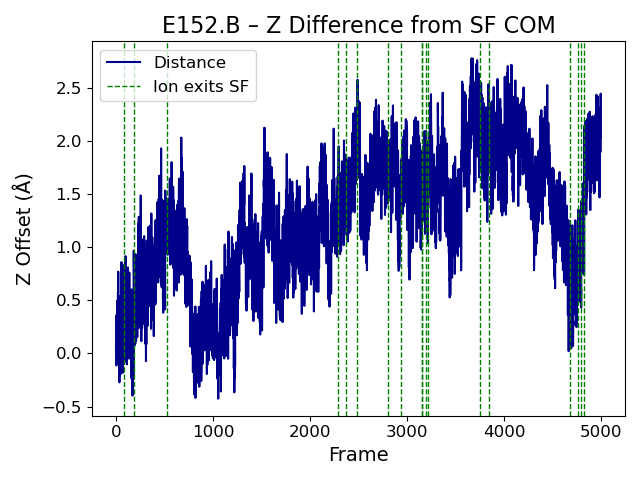 E152.B – Z Difference from SF COM
Distance
Ion exits SF
Z Offset (Å)
2.5
2.0
1.5
1.0
0.5
0.0
−0.5
0 1000 2000 3000 4000 5000
Frame